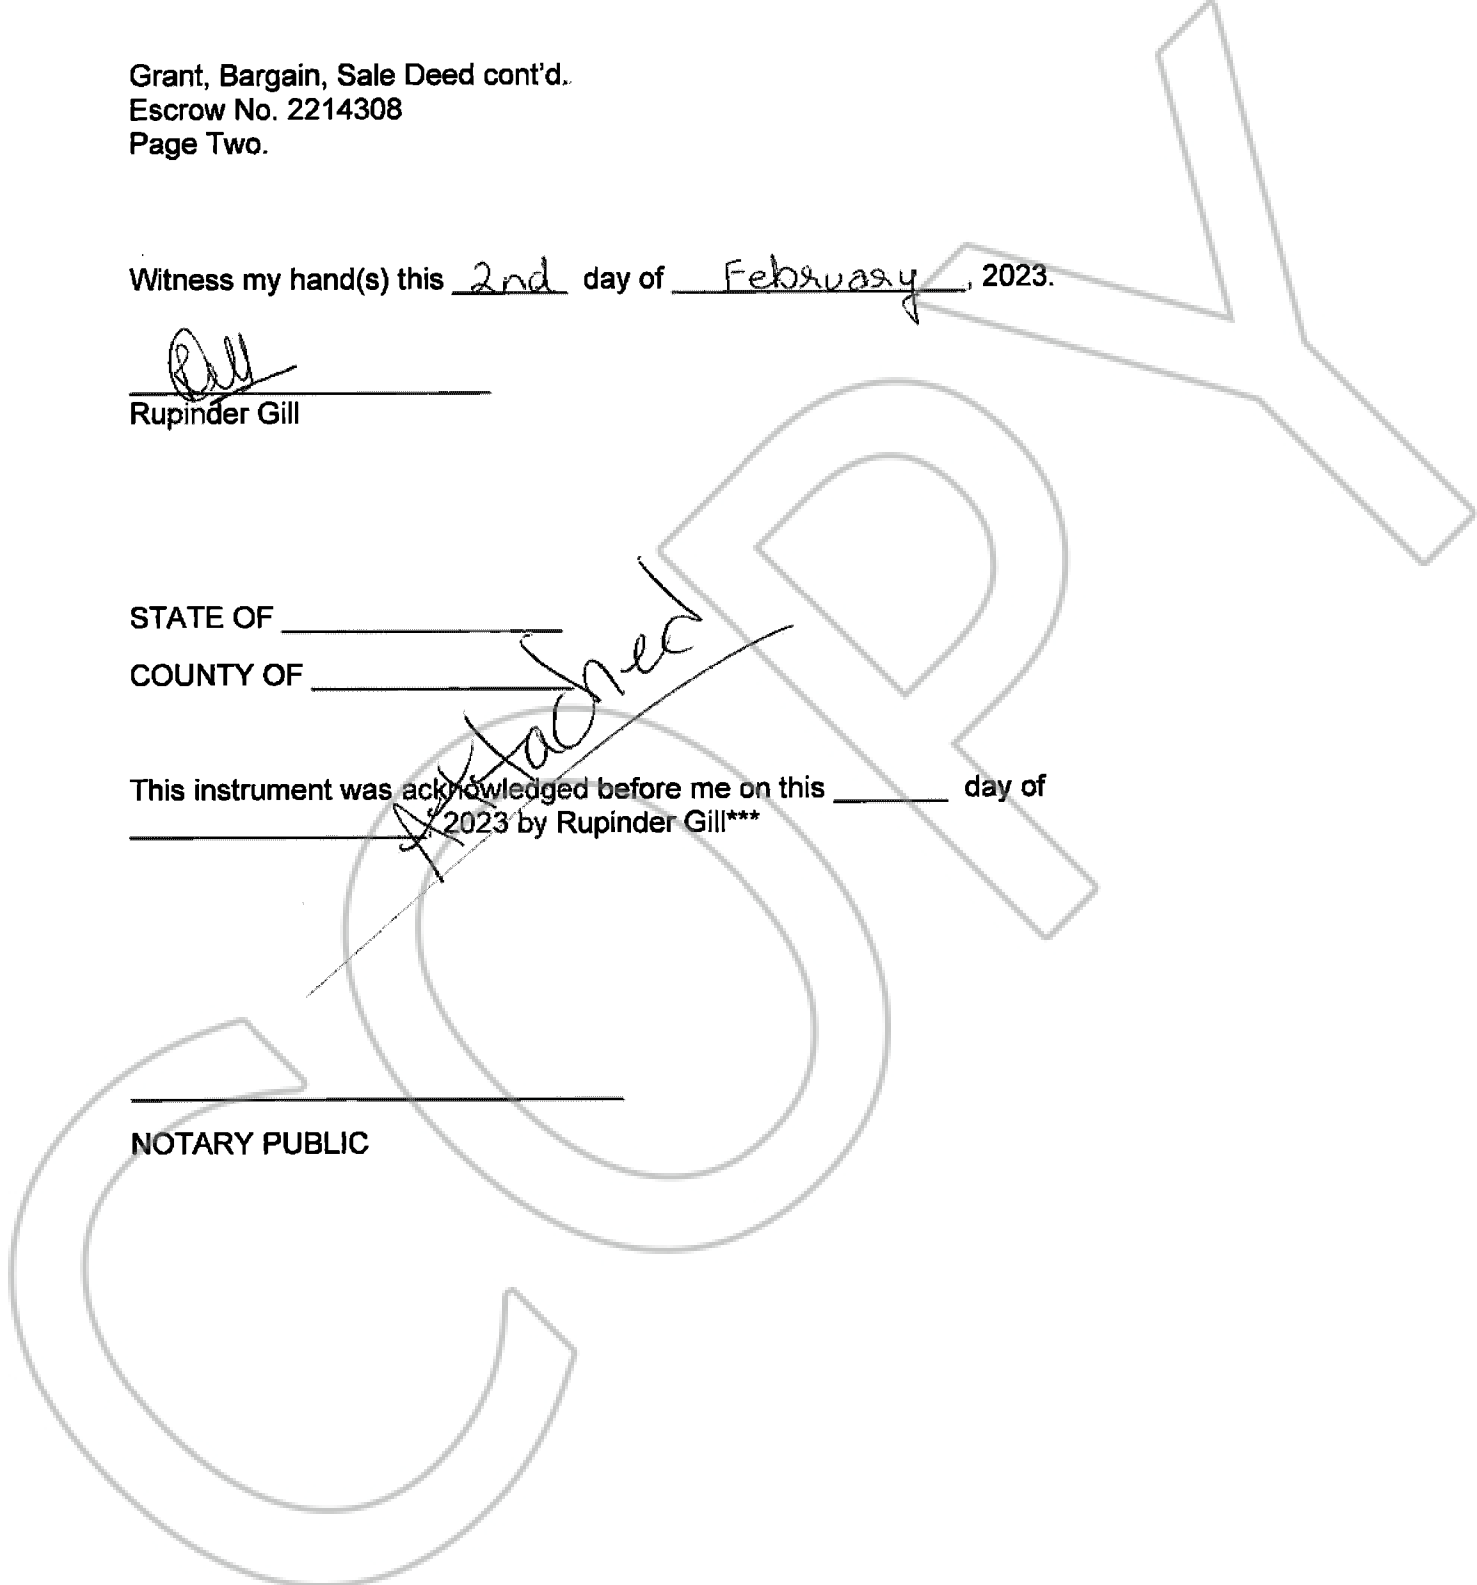 Grant, Bargain, Sale Deed cont'd.
Escrow No. 2214308
Page Two.
Witness my hand(s) this 2nd day of February, 2023.
Rupinder Gill
STATE OF
COUNTY OF
Attached
This instrument was acknowledged before me on this ______ day of
____________, 2023 by Rupinder Gill***
NOTARY PUBLIC
COPY